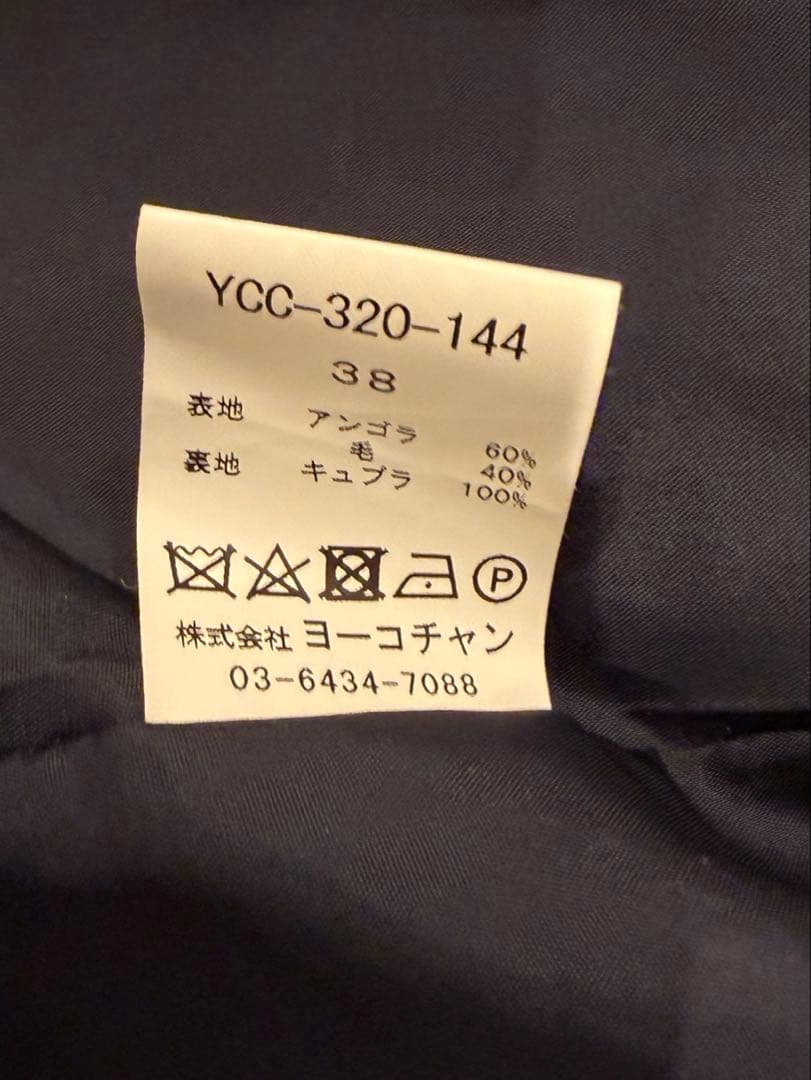 YCC-320-144
38
表地 アンゴラ 60%
毛 40%
裏地 キュプラ 100%
P
株式会社 ヨーコチャン
03-6434-7088